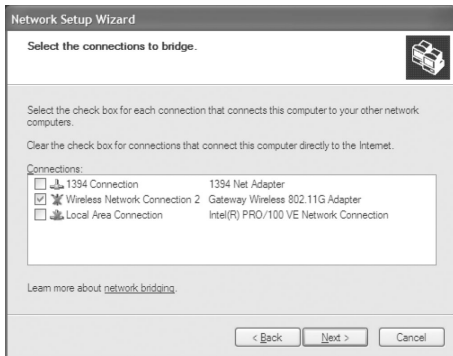 Network Setup Wizard
Select the connections to bridge.
Select the check box for each connection that connects this computer to your other network
computers.
Clear the check box for connections that connect this computer directly to the Internet.
Connections:
1394 Connection 1394 Net Adapter
Wireless Network Connection 2 Gateway Wireless 802.11G Adapter
Local Area Connection Intel(R) PRO/100 VE Network Connection
Learn more about network bridging.
< Back Next > Cancel